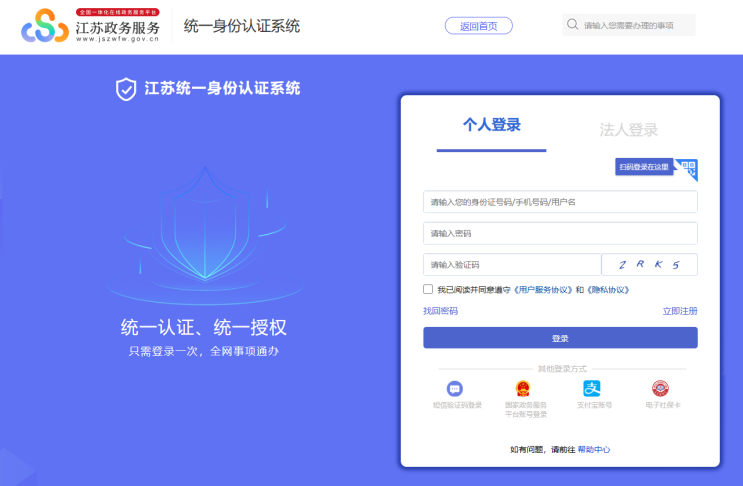 全国一体化在线政务服务平台
江苏政务服务
www.jszwfw.gov.cn
统一身份认证系统
返回首页
请输入您需要办理的事项
江苏统一身份认证系统
统一认证、统一授权
只需登录一次，全网事项通办
个人登录
法人登录
扫码登录在这里
请输入您的身份证号码/手机号码/用户名
请输入密码
请输入验证码
2 R K 5
我已阅读并同意遵守《用户服务协议》和《隐私协议》
找回密码
立即注册
登录
其他登录方式
短信验证码登录
国家政务服务
平台账号登录
支付宝账号
电子社保卡
如有问题，请前往 帮助中心